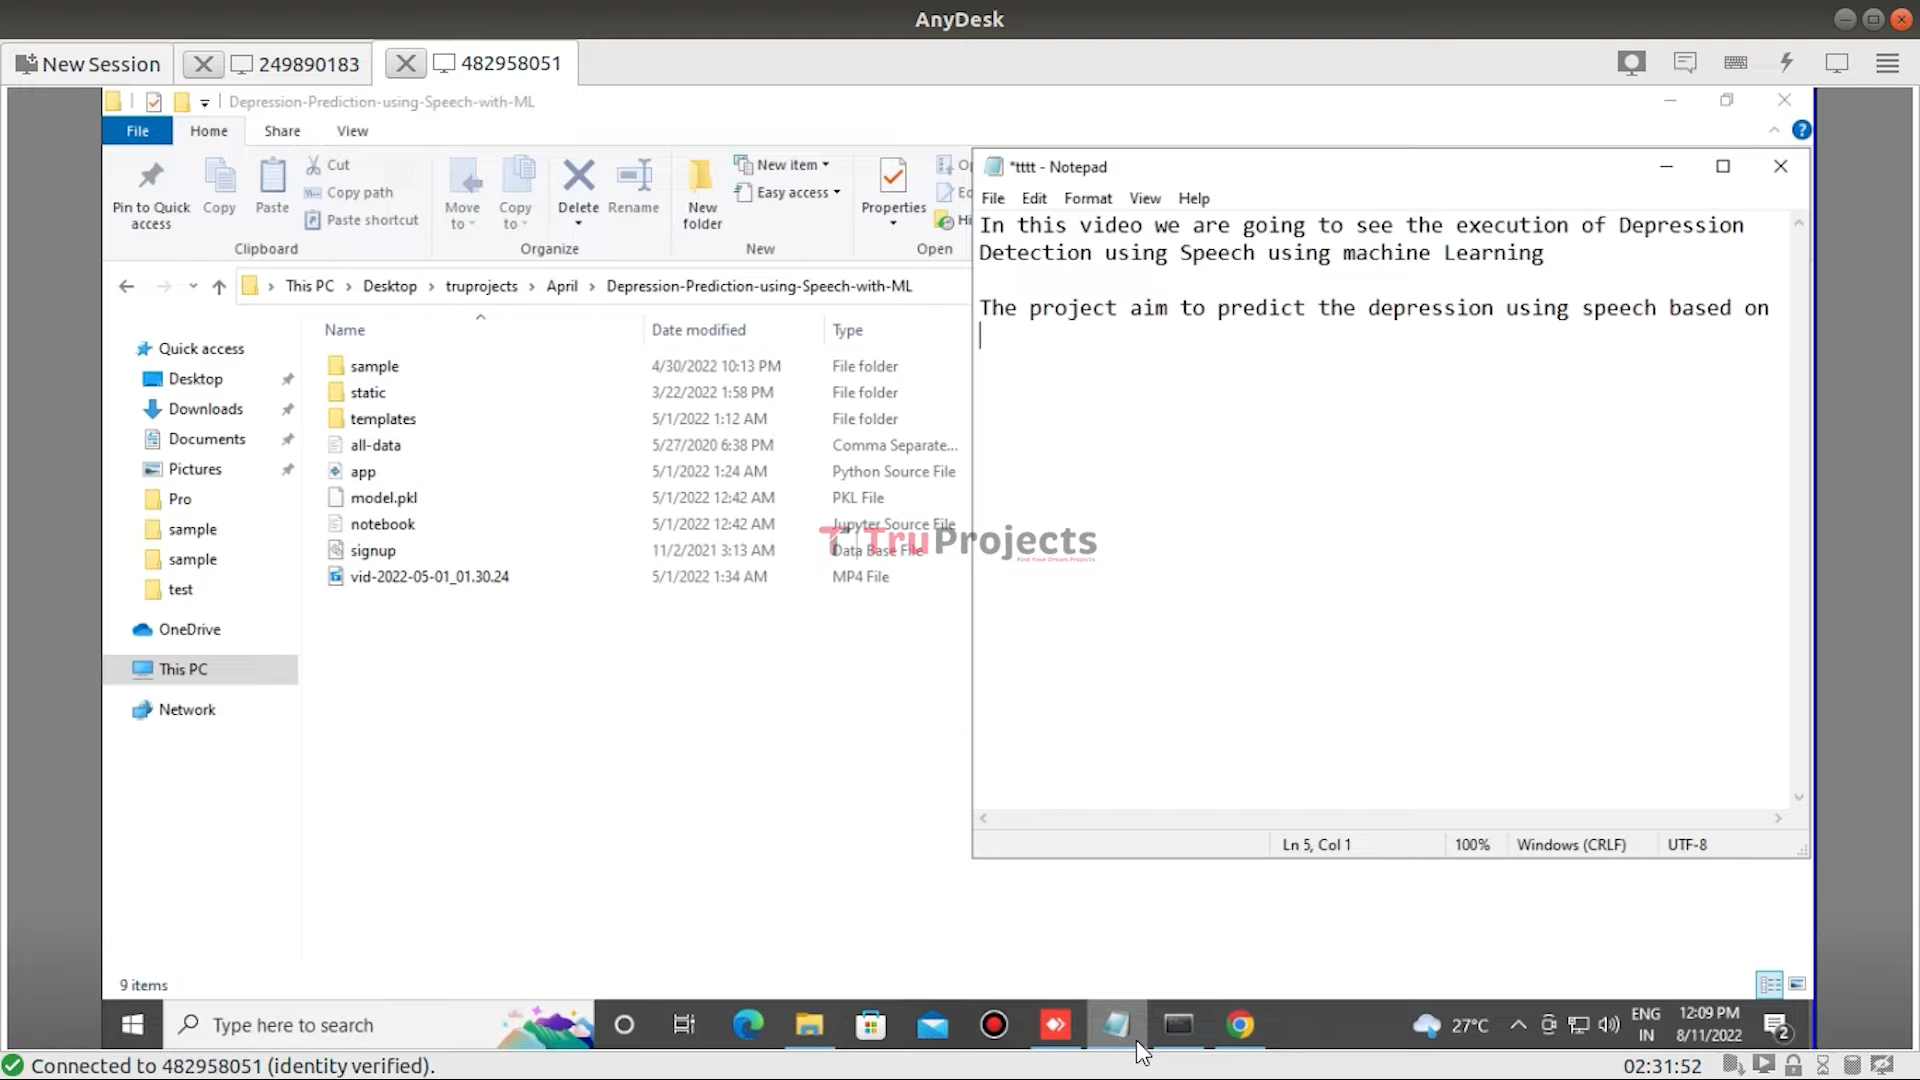 AnyDesk
New Session
249890183
482958051
Depression-Prediction-using-Speech-with-ML
File Home Share View
Pin to Quick access
Copy
Paste
Cut
Copy path
Paste shortcut
Clipboard
Move to
Copy to
Delete
Rename
Organize
New folder
New item
Easy access
New
Properties
Open
This PC > Desktop > truprojects > April > Depression-Prediction-using-Speech-with-ML
Name Date modified Type
sample 4/30/2022 10:13 PM File folder
static 3/22/2022 1:58 PM File folder
templates 5/1/2022 1:12 AM File folder
all-data 5/27/2020 6:38 PM Comma Separate...
app 5/1/2022 1:24 AM Python Source File
model.pkl 5/1/2022 12:42 AM PKL File
notebook 5/1/2022 12:42 AM Jupyter Source File
signup 11/2/2021 3:13 AM Data Base File
vid-2022-05-01_01.30.24 5/1/2022 1:34 AM MP4 File
Quick access
Desktop
Downloads
Documents
Pictures
Pro
sample
sample
test
OneDrive
This PC
Network
9 items
*tttt - Notepad
File Edit Format View Help
In this video we are going to see the execution of Depression
Detection using Speech using machine Learning
The project aim to predict the depression using speech based on
Ln 5, Col 1 100% Windows (CRLF) UTF-8
TruProjects
Find Your Dream Projects
Type here to search
27°C
ENG
IN
12:09 PM
8/11/2022
2
Connected to 482958051 (identity verified).
02:31:52